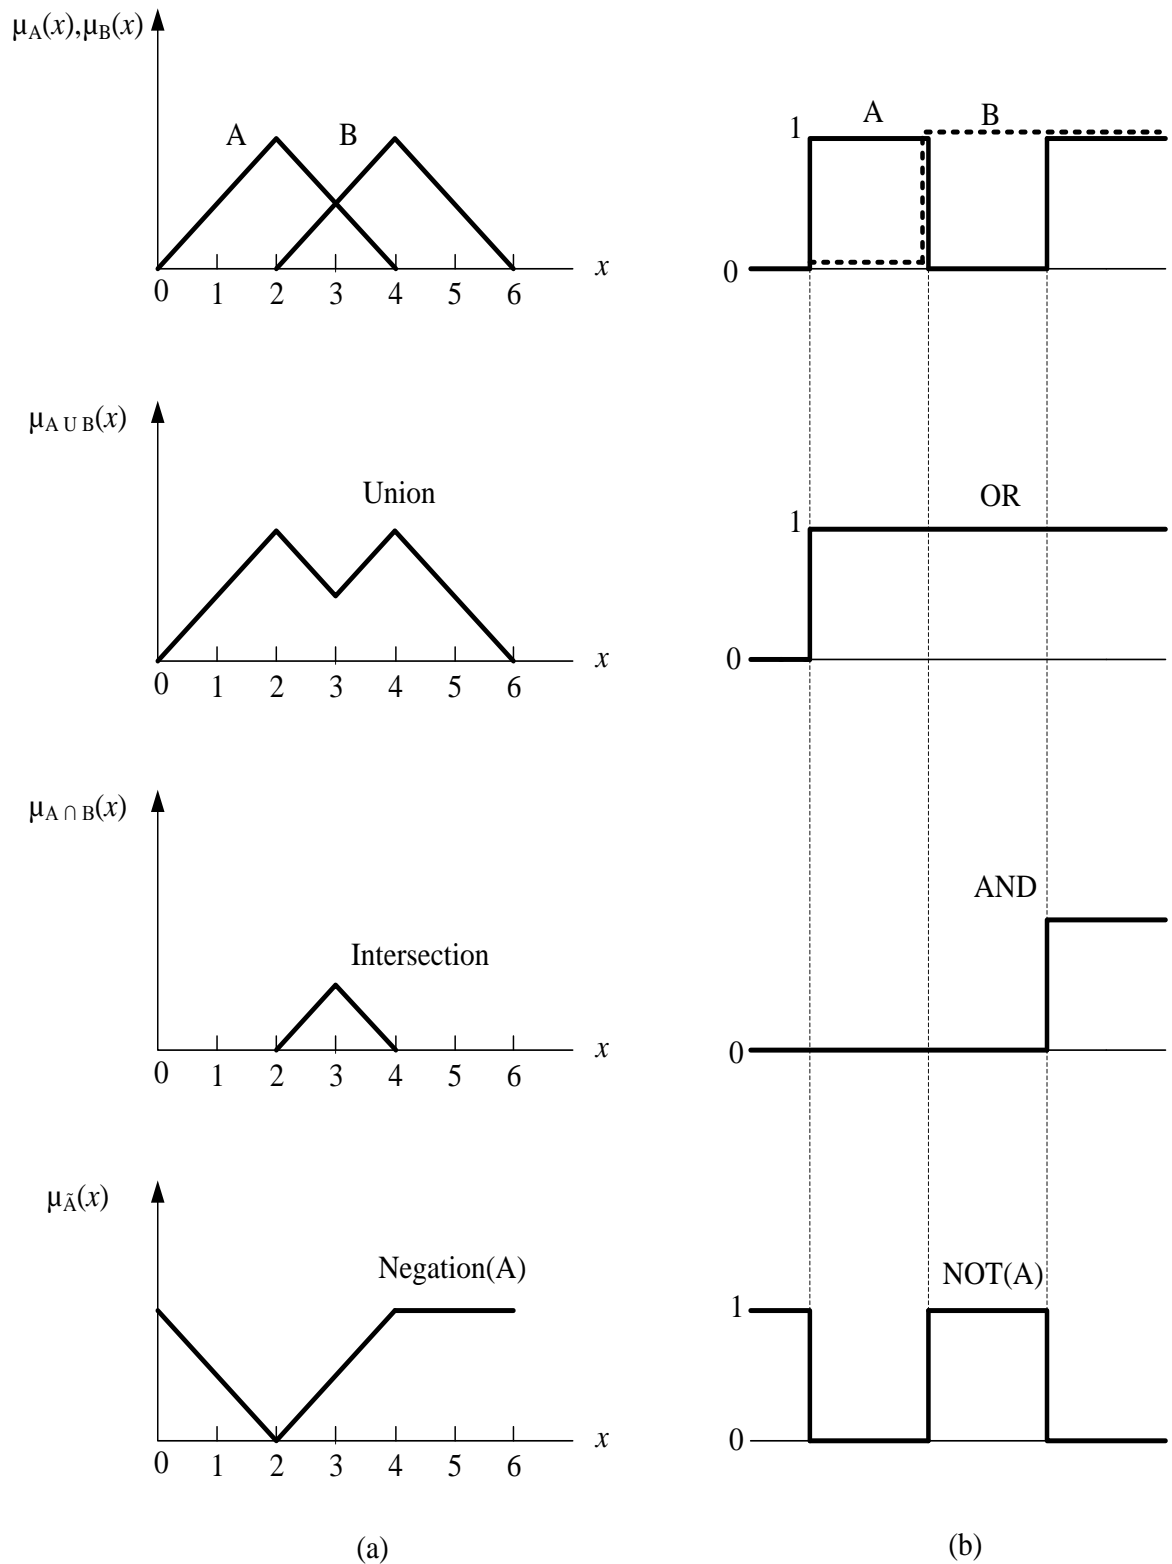 μA(x),μB(x)
A B
x
0 1 2 3 4 5 6
A B
1
0
μA∪B(x)
Union
x
0 1 2 3 4 5 6
OR
1
0
μA∩B(x)
Intersection
x
0 1 2 3 4 5 6
AND
0
μÃ(x)
Negation(A)
x
0 1 2 3 4 5 6
NOT(A)
1
0
(a)
(b)